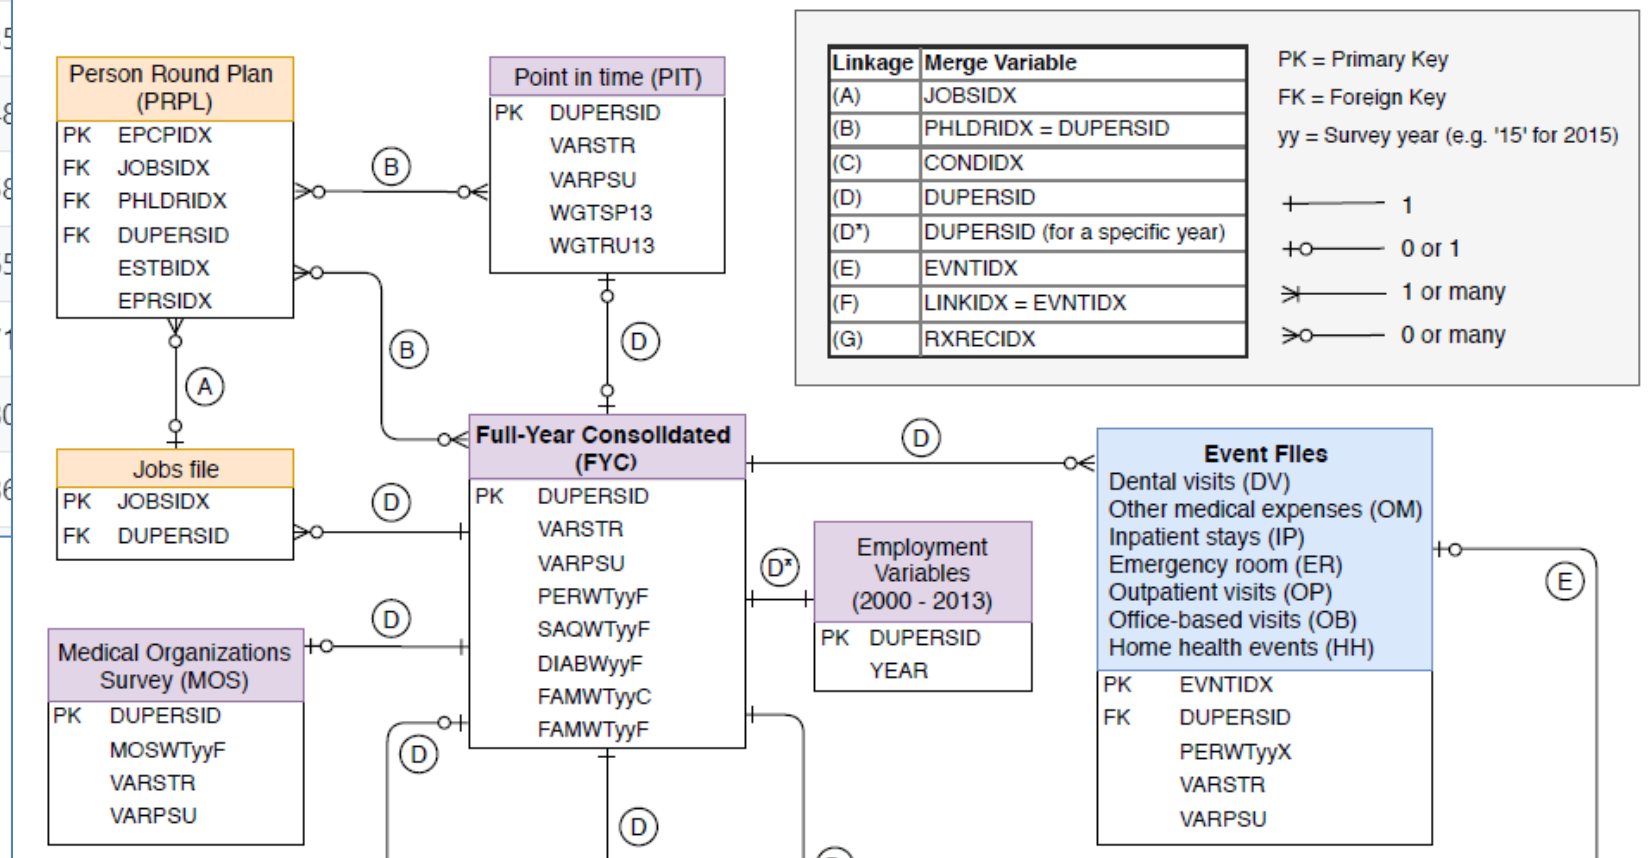 Person Round Plan
(PRPL)
PK EPCPIDX
FK JOBSIDX
FK PHLDRIDX
FK DUPERSID
ESTBIDX
EPRSIDX
B
Point in time (PIT)
PK DUPERSID
VARSTR
VARPSU
WGTSP13
WGTRU13
Linkage Merge Variable
(A) JOBSIDX
(B) PHLDRIDX = DUPERSID
(C) CONDIDX
(D) DUPERSID
(D*) DUPERSID (for a specific year)
(E) EVNTIDX
(F) LINKIDX = EVNTIDX
(G) RXRECIDX
PK = Primary Key
FK = Foreign Key
yy = Survey year (e.g. '15' for 2015)
1
0 or 1
1 or many
0 or many
A
B
D
Jobs file
PK JOBSIDX
FK DUPERSID
D
Full-Year Consolidated
(FYC)
PK DUPERSID
VARSTR
VARPSU
PERWTyyF
SAQWTyyF
DIABWyyF
FAMWTyyC
FAMWTyyF
D
D*
Employment
Variables
(2000 - 2013)
PK DUPERSID
YEAR
Event Files
Dental visits (DV)
Other medical expenses (OM)
Inpatient stays (IP)
Emergency room (ER)
Outpatient visits (OP)
Office-based visits (OB)
Home health events (HH)
PK EVNTIDX
FK DUPERSID
PERWTyyX
VARSTR
VARPSU
E
D
Medical Organizations
Survey (MOS)
PK DUPERSID
MOSWTyyF
VARSTR
VARPSU
D
D